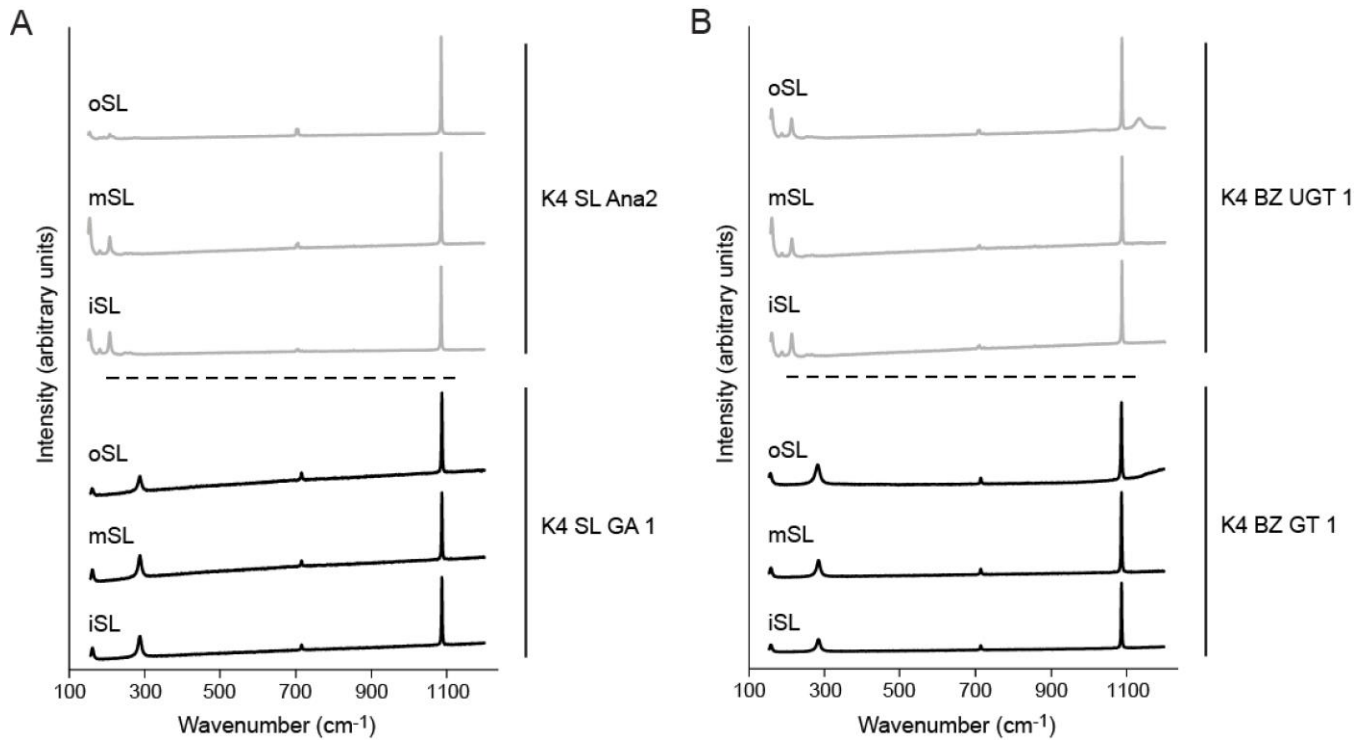 A
oSL
mSL
iSL
K4 SL Ana2
oSL
mSL
iSL
K4 SL GA 1
Intensity (arbitrary units)
100 300 500 700 900 1100
Wavenumber (cm-1)
B
oSL
mSL
iSL
K4 BZ UGT 1
oSL
mSL
iSL
K4 BZ GT 1
Intensity (arbitrary units)
100 300 500 700 900 1100
Wavenumber (cm-1)